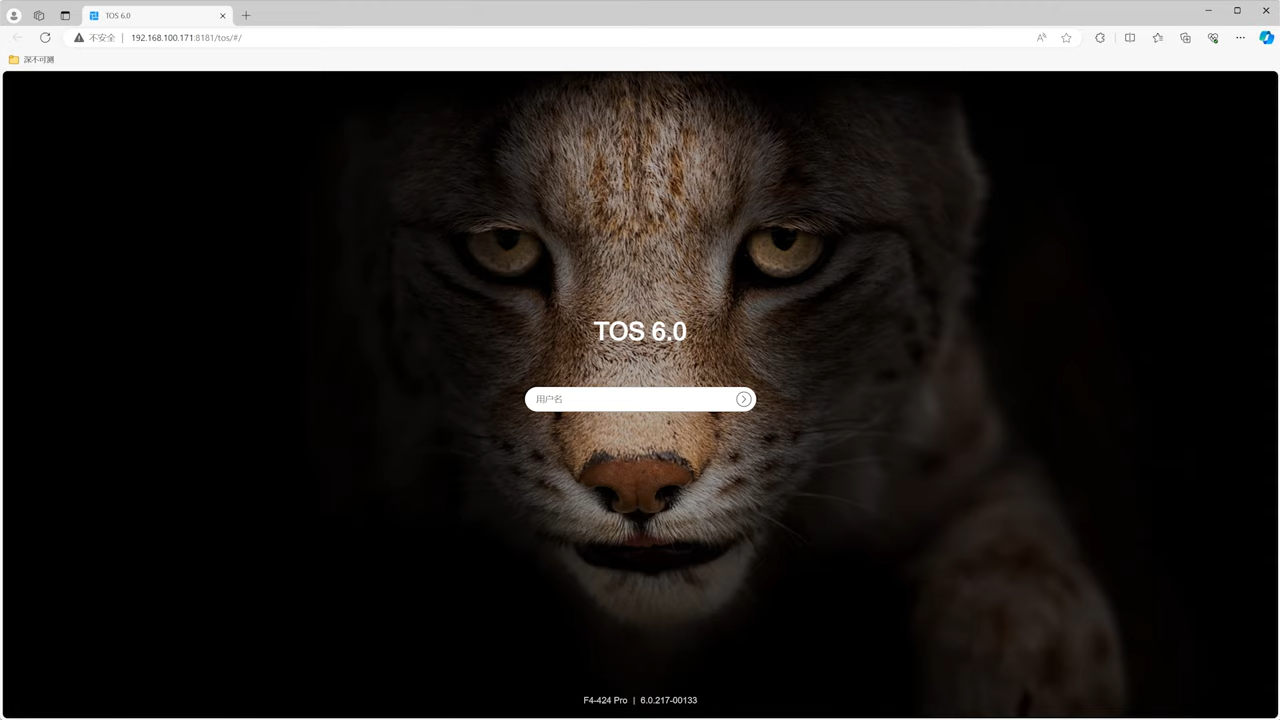 TOS 6.0
不安全 | 192.168.100.171:8181/tos/#/
深不可测
TOS 6.0
用户名
F4-424 Pro | 6.0.217-00133